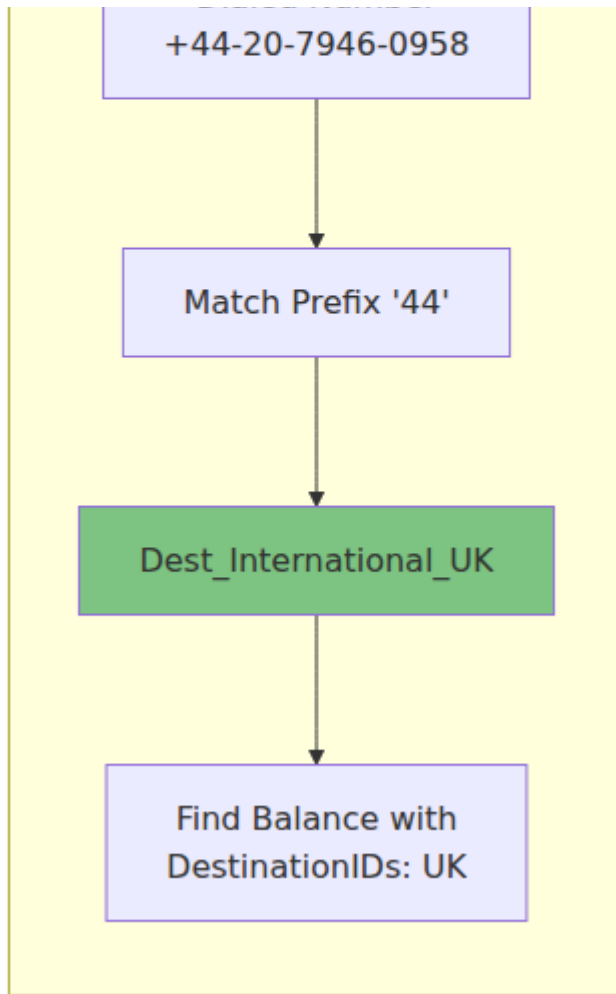 +44-20-7946-0958
Match Prefix '44'
Dest_International_UK
Find Balance with
DestinationIDs: UK